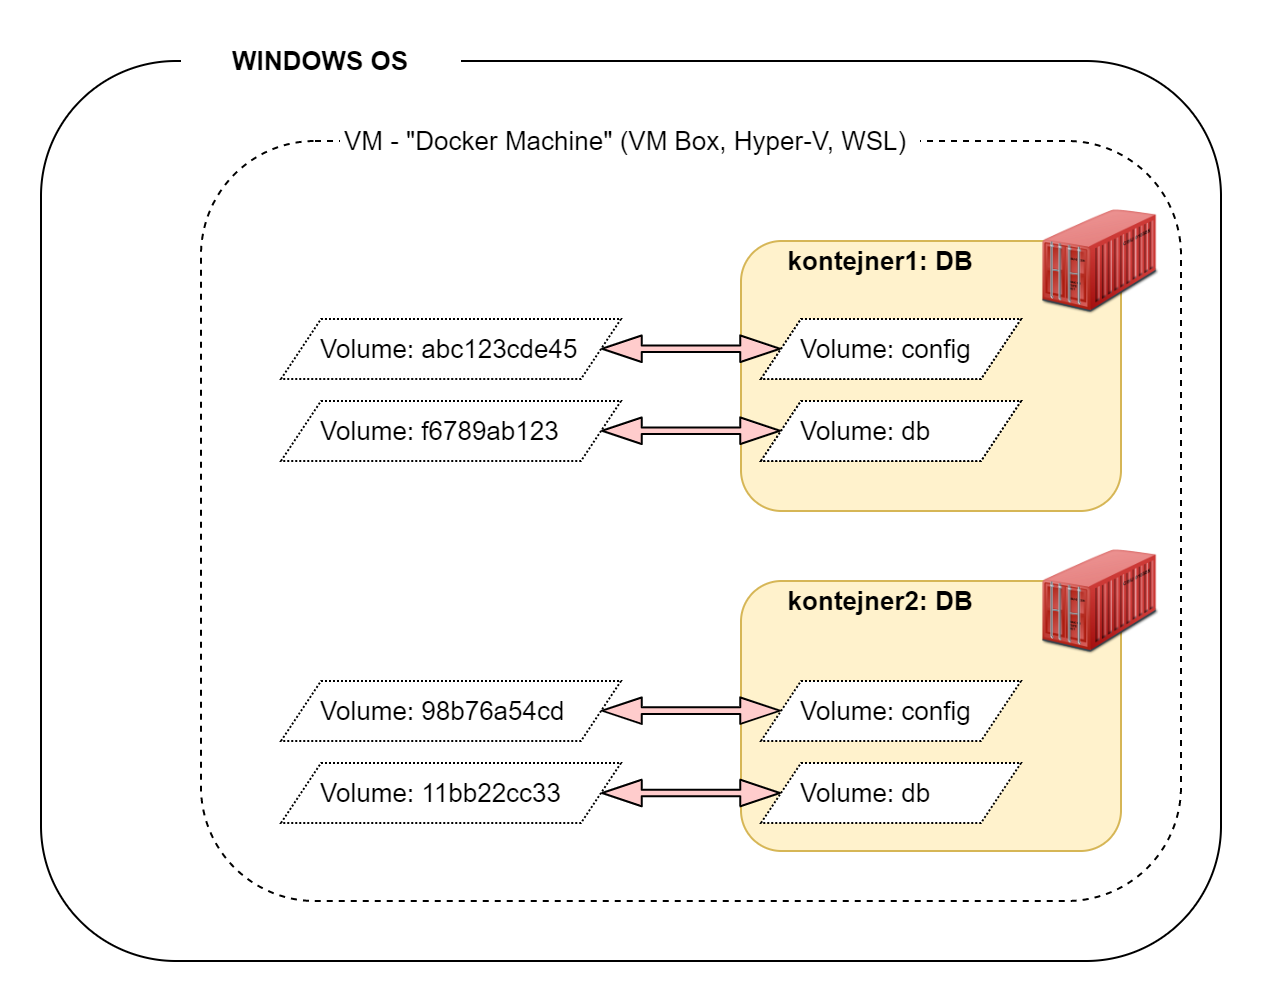 WINDOWS OS
VM - "Docker Machine" (VM Box, Hyper-V, WSL)
kontejner1: DB
Volume: abc123cde45
Volume: config
Volume: f6789ab123
Volume: db
kontejner2: DB
Volume: 98b76a54cd
Volume: config
Volume: 11bb22cc33
Volume: db